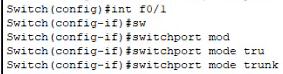 Switch(config)#int f0/1
Switch(config-if)#sw
Switch(config-if)#switchport mod
Switch(config-if)#switchport mode tru
Switch(config-if)#switchport mode trunk